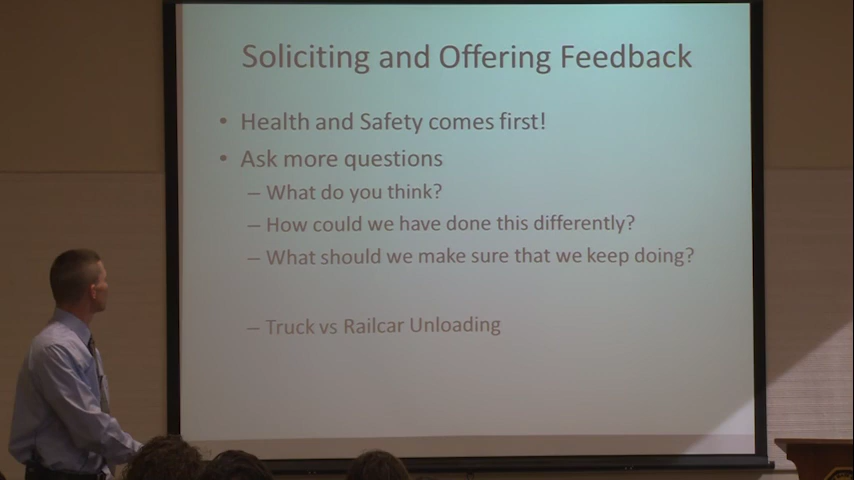 Soliciting and Offering Feedback
• Health and Safety comes first!
• Ask more questions
– What do you think?
– How could we have done this differently?
– What should we make sure that we keep doing?
– Truck vs Railcar Unloading